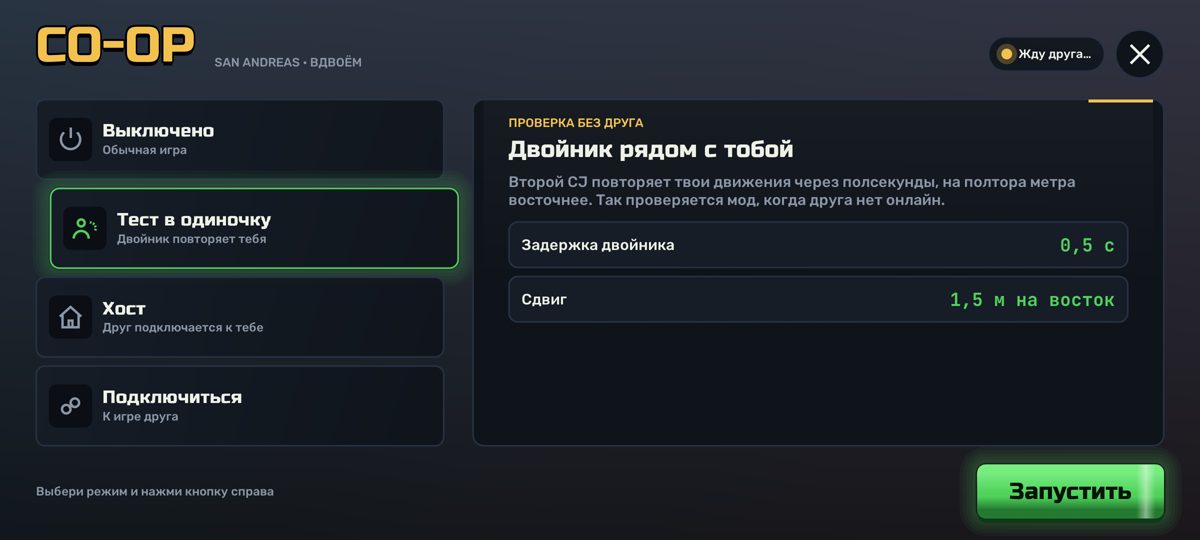 CO-OP
SAN ANDREAS • ВДВОЁМ
Жду друга...
Выключено
Обычная игра
Тест в одиночку
Двойник повторяет тебя
Хост
Друг подключается к тебе
Подключиться
К игре друга
ПРОВЕРКА БЕЗ ДРУГА
Двойник рядом с тобой
Второй CJ повторяет твои движения через полсекунды, на полтора метра
восточнее. Так проверяется мод, когда друга нет онлайн.
Задержка двойника 0,5 с
Сдвиг 1,5 м на восток
Выбери режим и нажми кнопку справа
Запустить